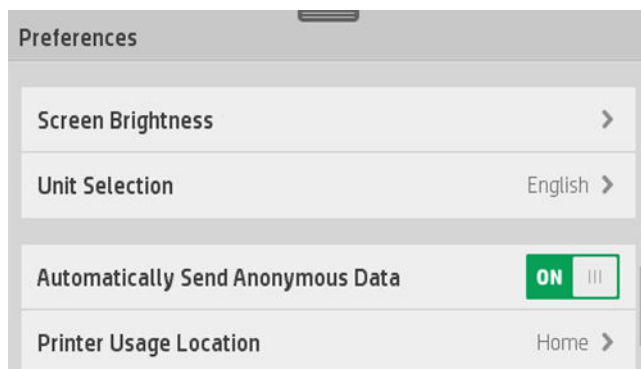 Preferences
Screen Brightness
Unit Selection English
Automatically Send Anonymous Data ON
Printer Usage Location Home